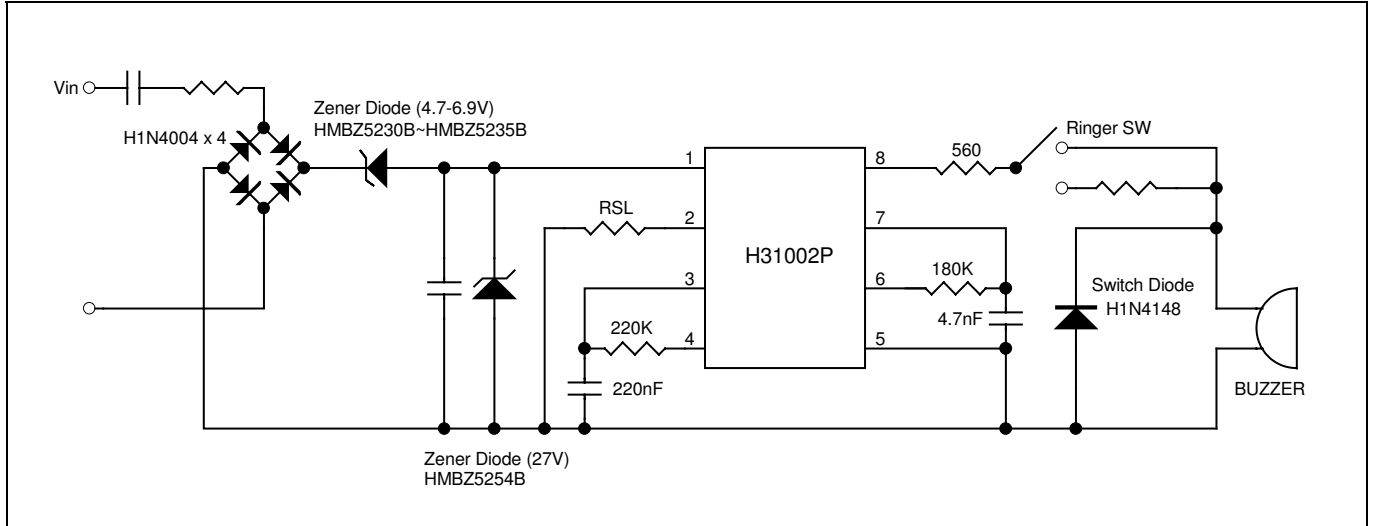 Vin
H1N4004 x 4
Zener Diode (4.7-6.9V)
HMBZ5230B~HMBZ5235B
1
8
560
Ringer SW
RSL
2
7
H31002P
3
6
180K
Switch Diode
H1N4148
220K
4
5
4.7nF
220nF
BUZZER
Zener Diode (27V)
HMBZ5254B